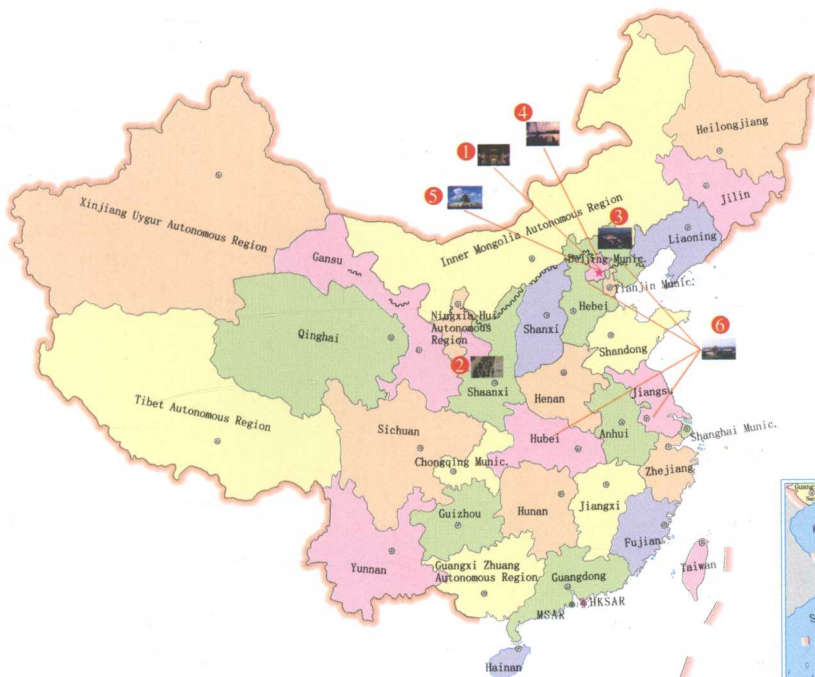 Heilongjiang
4
1
Jilin
5
Xinjiang Uygur Autonomous Region
Inner Mongolia Autonomous Region
3
Liaoning
Gansu
Beijing Munic.
Tianjin Munic.
Hebei
Ningxia Hui
Autonomous
Region
Shanxi
6
Qinghai
Shandong
2
Shaanxi
Henan
Jiangsu
Tibet Autonomous Region
Sichuan
Hubei
Anhui
Shanghai Munic.
Chongqing Munic.
Zhejiang
Guizhou
Hunan
Jiangxi
Fujian
Yunnan
Guangxi Zhuang
Autonomous Region
Guangdong
Taiwan
HKSAR
MSAR
Hainan